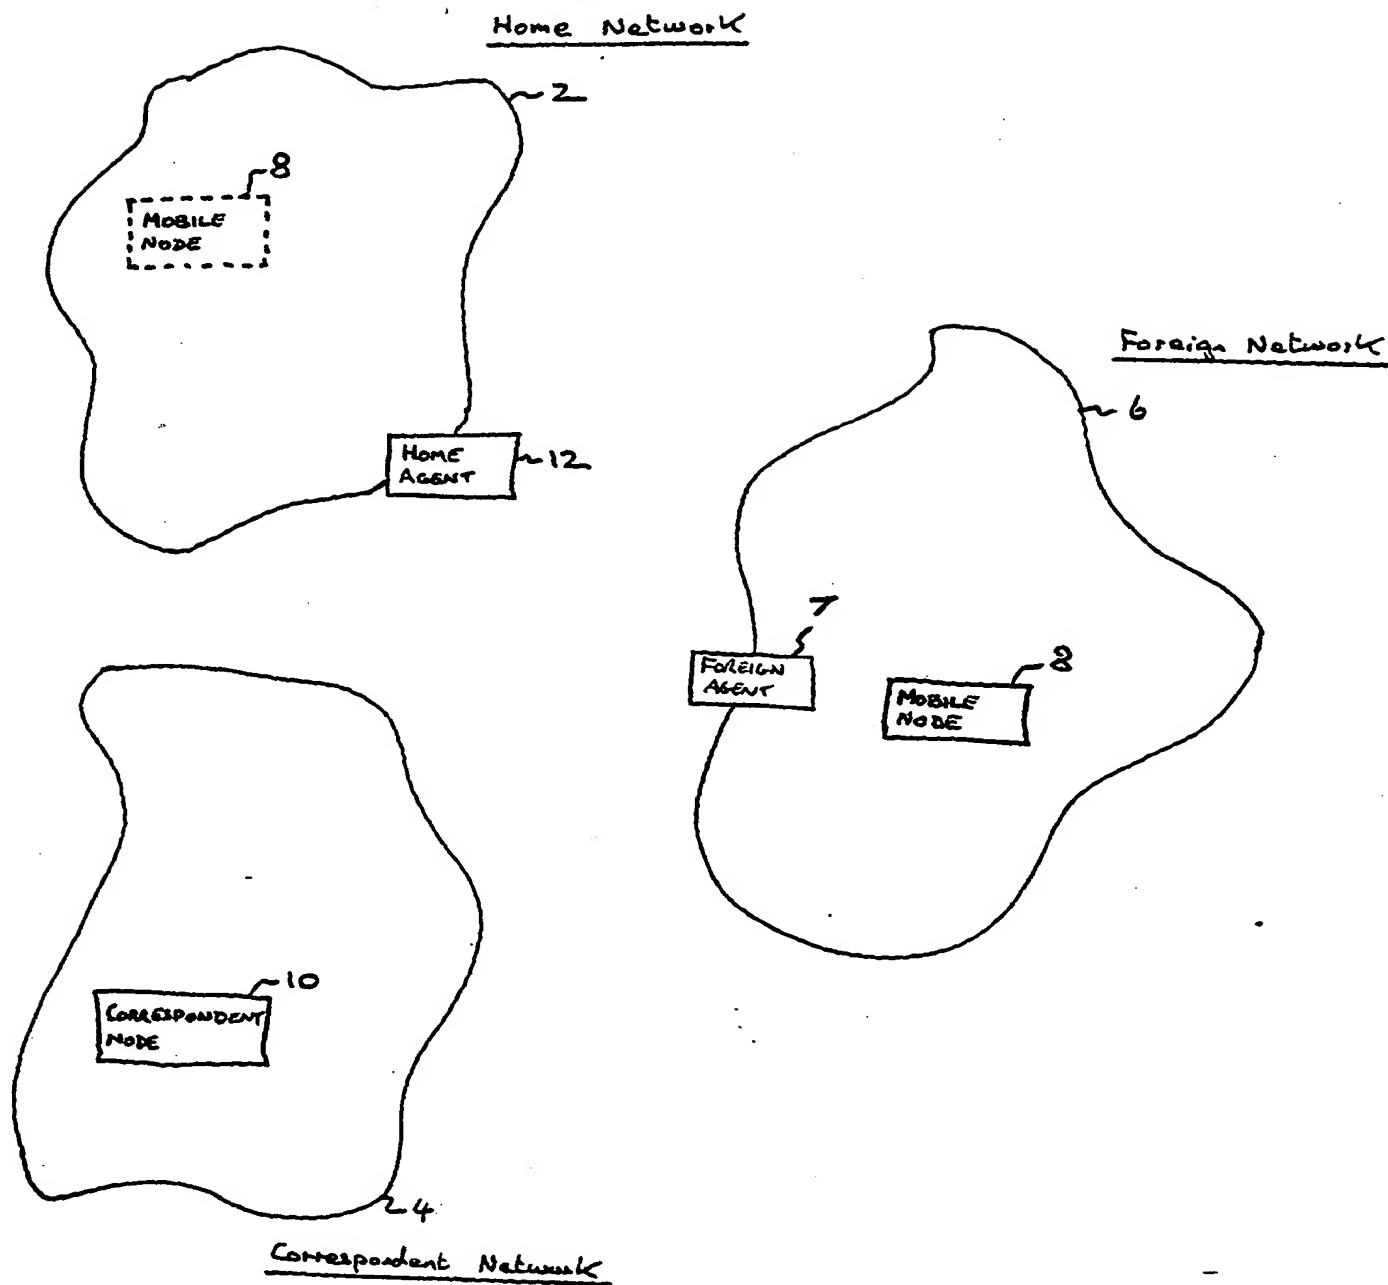 Home Network
2
8
MOBILE
NODE
Foreign Network
6
HOME
AGENT
12
7
FOREIGN
AGENT
8
MOBILE
NODE
10
CORRESPONDENT
NODE
4
Correspondent Network